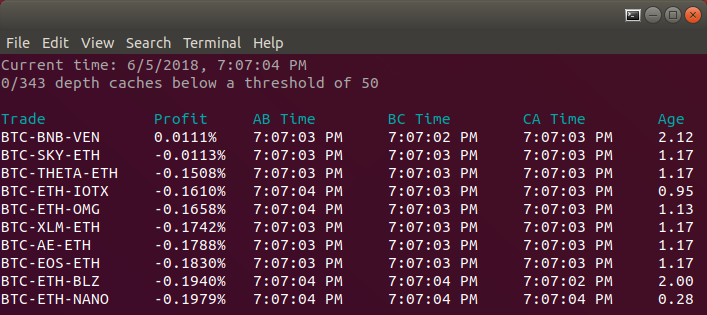 File Edit View Search Terminal Help
Current time: 6/5/2018, 7:07:04 PM
0/343 depth caches below a threshold of 50
Trade Profit AB Time BC Time CA Time Age
BTC-BNB-VEN 0.0111% 7:07:03 PM 7:07:02 PM 7:07:03 PM 2.12
BTC-SKY-ETH -0.0113% 7:07:03 PM 7:07:03 PM 7:07:03 PM 1.17
BTC-THETA-ETH -0.1508% 7:07:03 PM 7:07:03 PM 7:07:03 PM 1.17
BTC-ETH-IOTX -0.1610% 7:07:04 PM 7:07:03 PM 7:07:03 PM 0.95
BTC-ETH-OMG -0.1658% 7:07:04 PM 7:07:03 PM 7:07:03 PM 1.13
BTC-XLM-ETH -0.1742% 7:07:03 PM 7:07:03 PM 7:07:03 PM 1.17
BTC-AE-ETH -0.1788% 7:07:03 PM 7:07:03 PM 7:07:03 PM 1.17
BTC-EOS-ETH -0.1830% 7:07:03 PM 7:07:03 PM 7:07:03 PM 1.17
BTC-ETH-BLZ -0.1940% 7:07:04 PM 7:07:04 PM 7:07:02 PM 2.00
BTC-ETH-NANO -0.1979% 7:07:04 PM 7:07:04 PM 7:07:04 PM 0.28